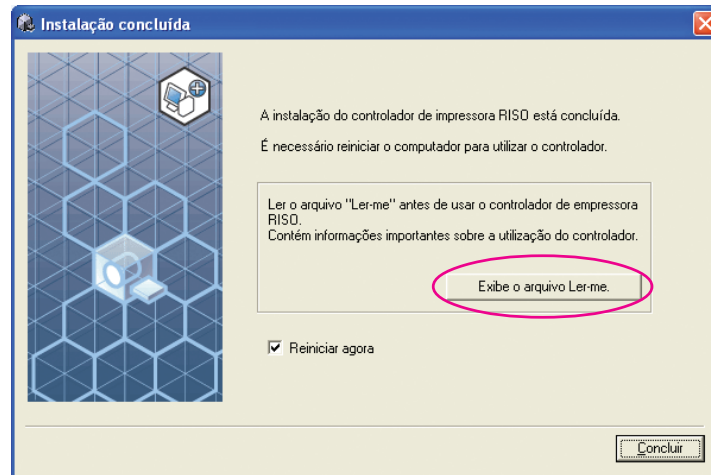 Instalação concluída
A instalação do controlador de impressora RISO está concluída.
É necessário reiniciar o computador para utilizar o controlador.
Ler o arquivo "Ler-me" antes de usar o controlador de empressora
RISO.
Contém informações importantes sobre a utilização do controlador.
Exibe o arquivo Ler-me.
Reiniciar agora
Concluir